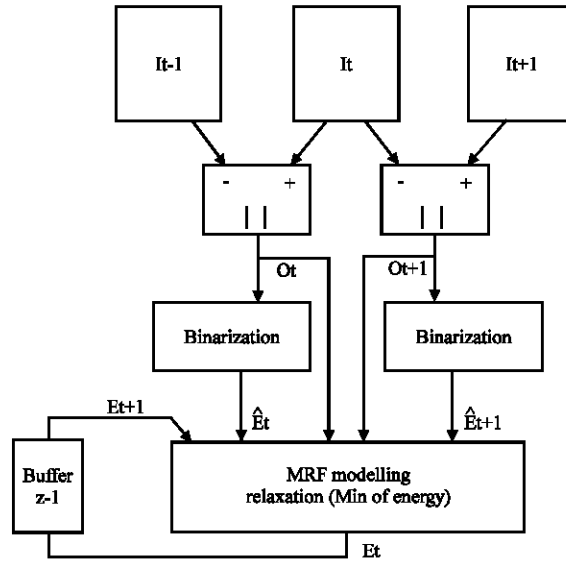 It-1
It
It+1
- +
| |
- +
| |
Ot
Ot+1
Binarization
Binarization
Et+1
Êt
Êt+1
Buffer
z-1
MRF modelling
relaxation (Min of energy)
Et